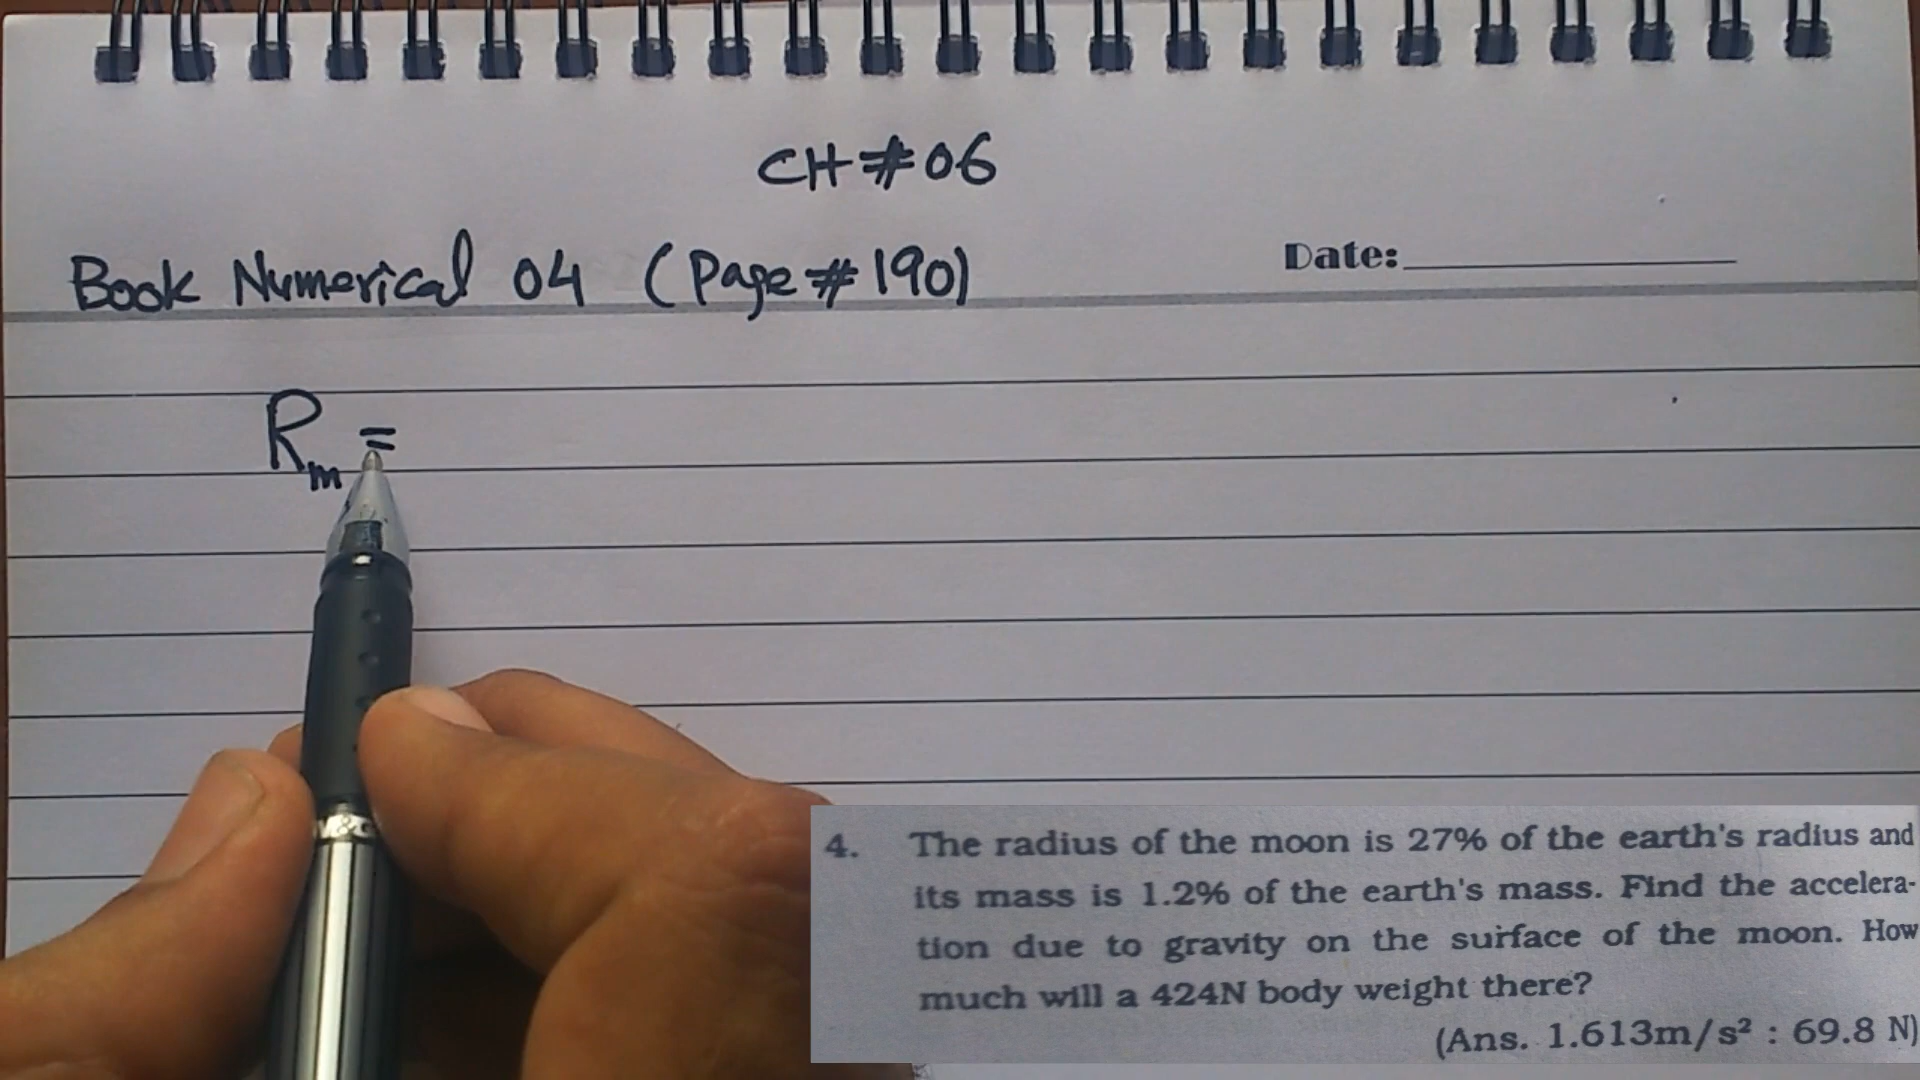 CH#06
Book Numerical 04 (Page #190)
Date:
Rm =
M&G
4. The radius of the moon is 27% of the earth's radius and
its mass is 1.2% of the earth's mass. Find the accelera-
tion due to gravity on the surface of the moon. How
much will a 424N body weight there?
(Ans. 1.613m/s² : 69.8 N)